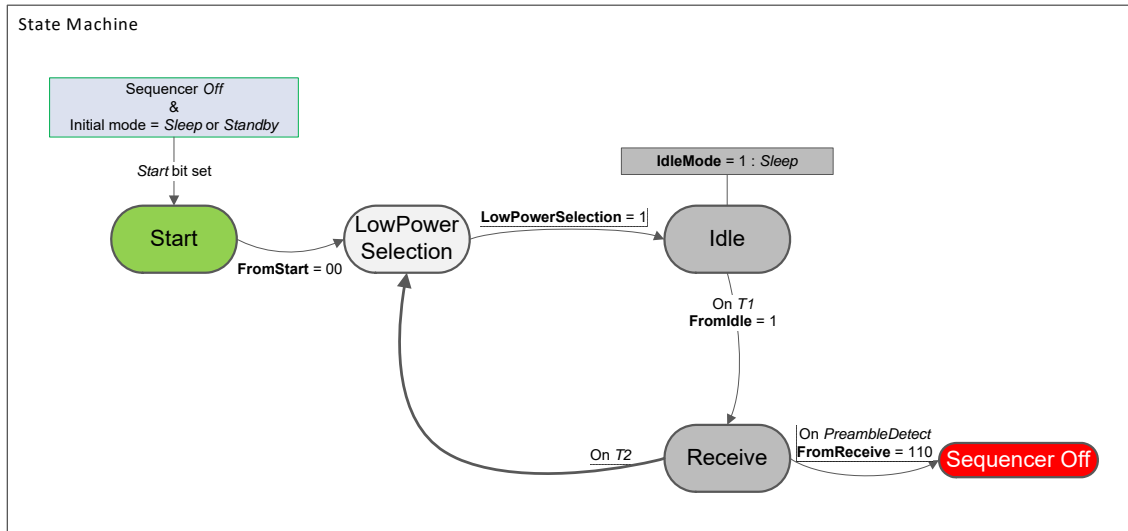 State Machine
Sequencer Off
&
Initial mode = Sleep or Standby
Start bit set
IdleMode = 1 : Sleep
Start
FromStart = 00
LowPower
Selection
LowPowerSelection = 1
Idle
On T1
FromIdle = 1
On T2
Receive
On PreambleDetect
FromReceive = 110
Sequencer Off